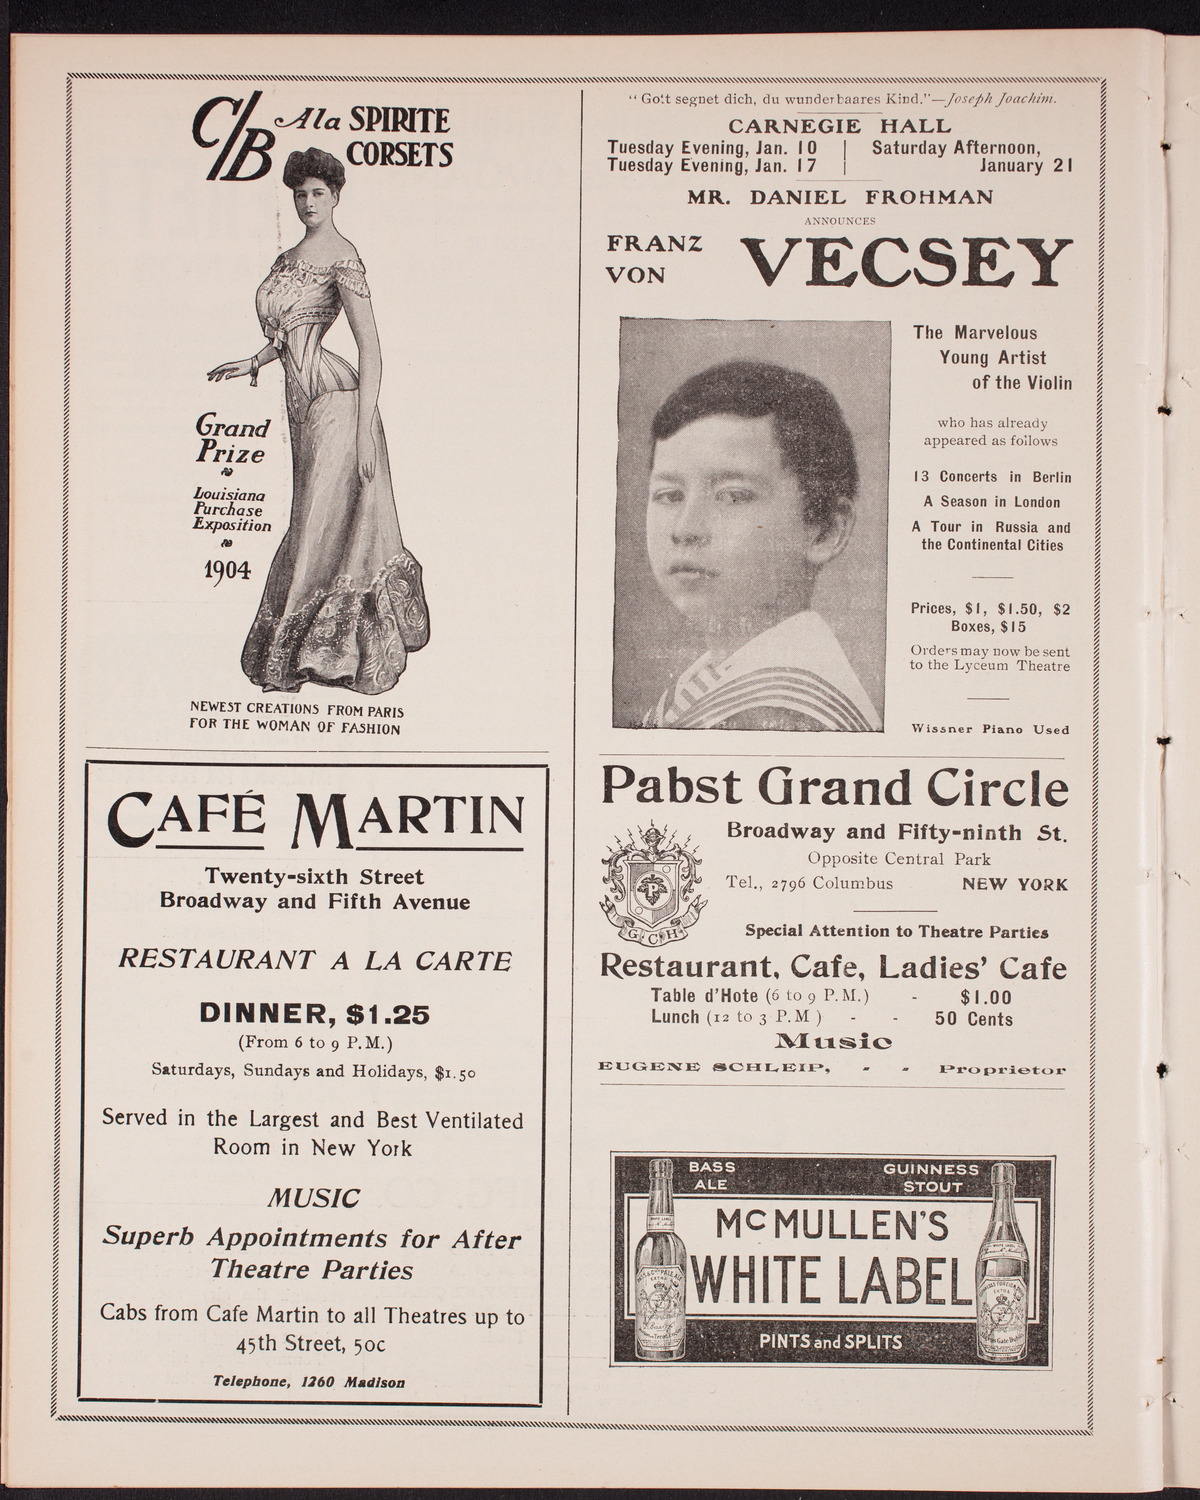 C/B Ala SPIRITE
CORSETS
Grand
Prize
Louisiana
Purchase
Exposition
1904
NEWEST CREATIONS FROM PARIS
FOR THE WOMAN OF FASHION
CAFÉ MARTIN
Twenty-sixth Street
Broadway and Fifth Avenue
RESTAURANT A LA CARTE
DINNER, $1.25
(From 6 to 9 P.M.)
Saturdays, Sundays and Holidays, $1.50
Served in the Largest and Best Ventilated
Room in New York
MUSIC
Superb Appointments for After
Theatre Parties
Cabs from Cafe Martin to all Theatres up to
45th Street, 50c
Telephone, 1260 Madison
"Gott segnet dich, du wunderbaares Kind."—Joseph Joachim.
CARNEGIE HALL
Tuesday Evening, Jan. 10 | Saturday Afternoon,
Tuesday Evening, Jan. 17 | January 21
MR. DANIEL FROHMAN
ANNOUNCES
FRANZ
VON
VECSEY
The Marvelous
Young Artist
of the Violin
who has already
appeared as follows
13 Concerts in Berlin
A Season in London
A Tour in Russia and
the Continental Cities
Prices, $1, $1.50, $2
Boxes, $15
Orders may now be sent
to the Lyceum Theatre
Wissner Piano Used
Pabst Grand Circle
Broadway and Fifty-ninth St.
Opposite Central Park
Tel., 2796 Columbus NEW YORK
P
G C H
Special Attention to Theatre Parties
Restaurant, Cafe, Ladies' Cafe
Table d'Hote (6 to 9 P.M.) - $1.00
Lunch (12 to 3 P.M ) - - 50 Cents
Music
EUGENE SCHLEIP, - - Proprietor
BASS
ALE
GUINNESS
STOUT
McMULLEN'S
WHITE LABEL
PINTS and SPLITS